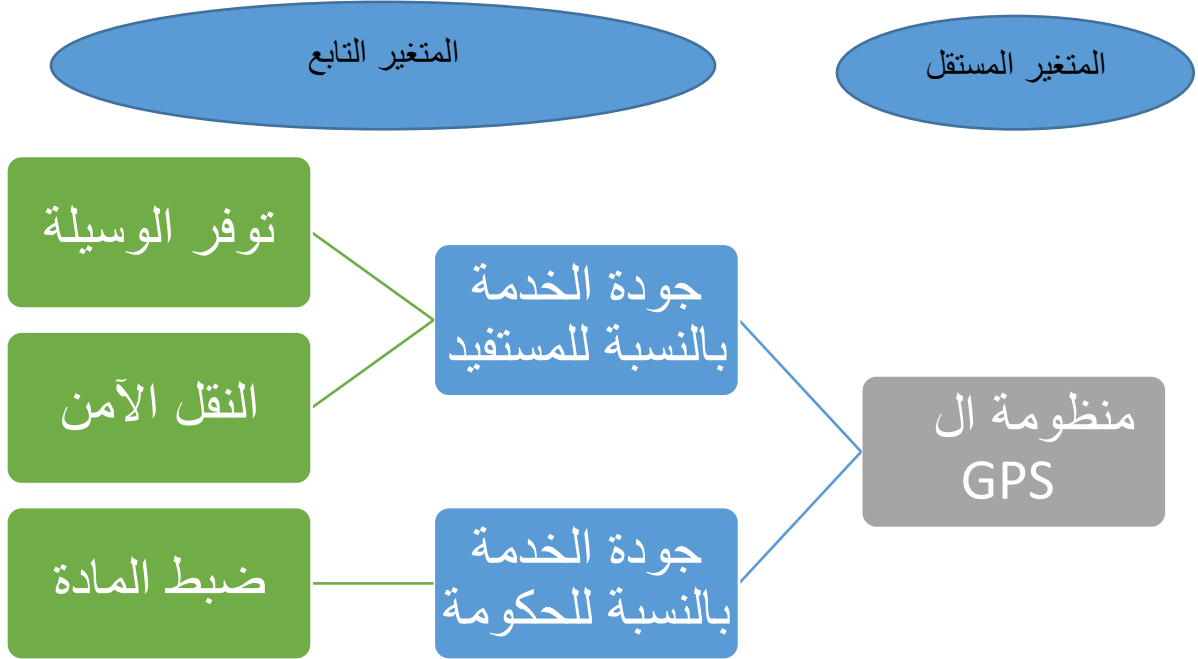 المتغير المستقل
المتغير التابع
منظومة ال
GPS
جودة الخدمة
بالنسبة للمستفيد
جودة الخدمة
بالنسبة للحكومة
توفر الوسيلة
النقل الآمن
ضبط المادة